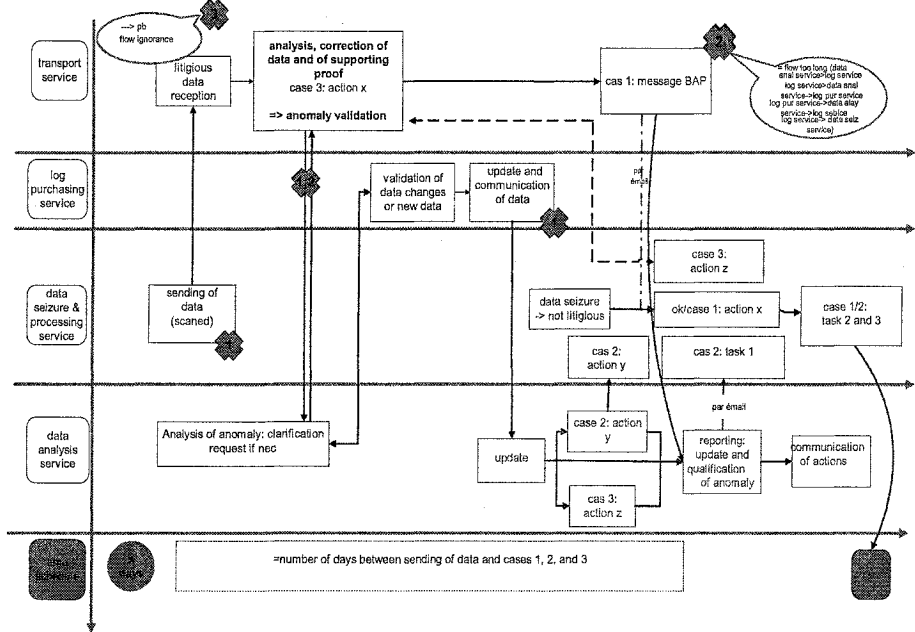 ---> pb
flow ignorance
transport
service
litigious
data
reception
analysis, correction of
data and of supporting
proof
case 3: action x
=> anomaly validation
cas 1: message BAP
2
= flow too long (data
anal service>log service
log service>data anal
service->log pur service
log pur service->data alay
service->log
log service-> data seiz
service)
log
purchasing
service
validation
of data changes
or new data
update and
communication
of data
émail
data
seizure &
processing
service
sending of
data
(scaned)
case 3:
action z
data seizure
-> not litigious
ok/case 1: action x
case 1/2:
task 2 and 3
cas 2:
action y
cas 2: task 1
par émail
data
analysis
service
Analysis of anomaly: clarification
request if nec
update
case 2: action
y
cas 3:
action z
reporting:
update and
qualification
of anomaly
communication
of actions
days
=number of days between sending of data and cases 1, 2, and 3